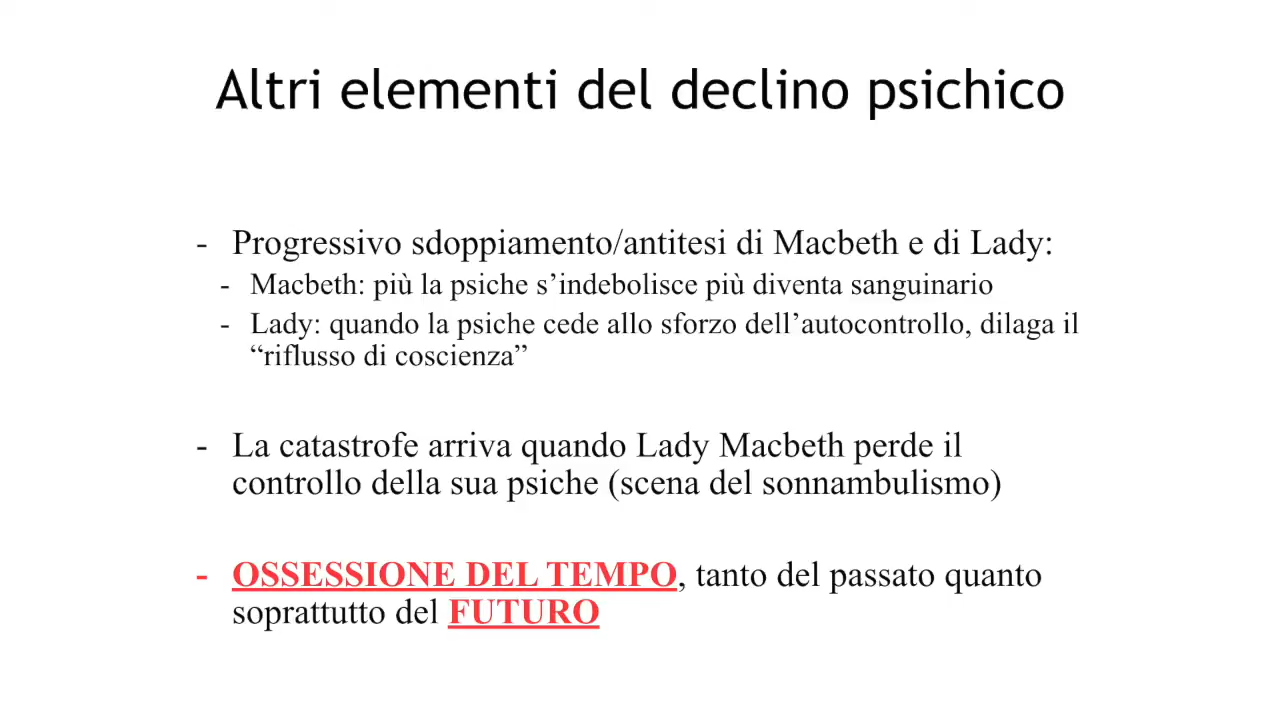 Altri elementi del declino psichico
- Progressivo sdoppiamento/antitesi di Macbeth e di Lady:
- Macbeth: più la psiche s’indebolisce più diventa sanguinario
- Lady: quando la psiche cede allo sforzo dell’autocontrollo, dilaga il
“riflusso di coscienza”
- La catastrofe arriva quando Lady Macbeth perde il
controllo della sua psiche (scena del sonnambulismo)
- OSSESSIONE DEL TEMPO, tanto del passato quanto
soprattutto del FUTURO